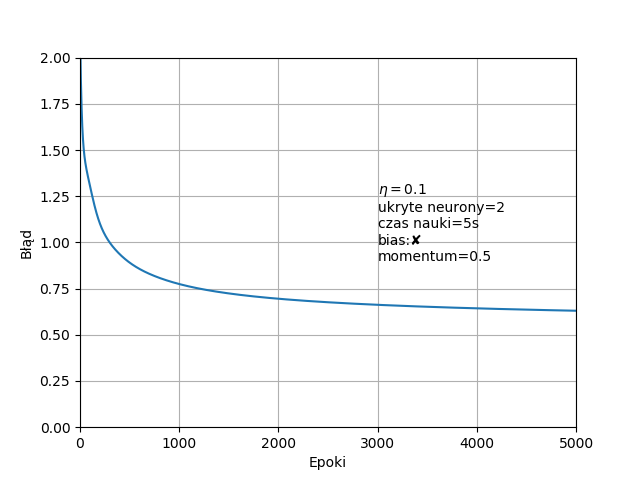 2.00
1.75
1.50
1.25
1.00
0.75
0.50
0.25
0.00
Błąd
η = 0.1
ukryte neurony=2
czas nauki=5s
bias:✘
momentum=0.5
0 1000 2000 3000 4000 5000
Epoki